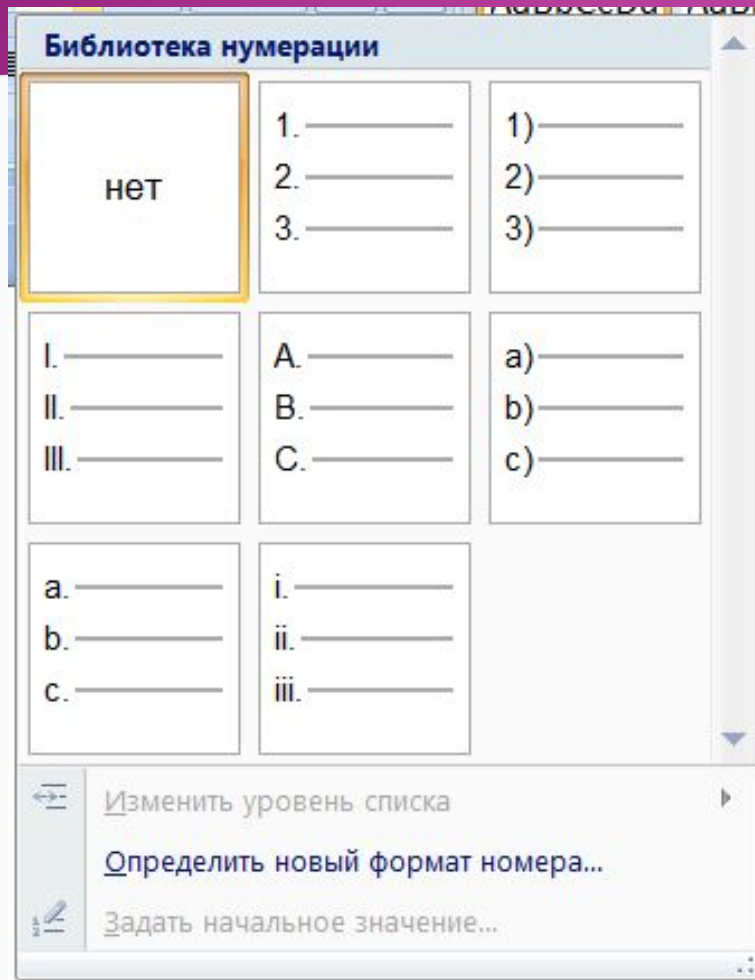 Библиотека нумерации
нет
1.
2.
3.
1)
2)
3)
I.
II.
III.
A.
B.
C.
a)
b)
c)
a.
b.
c.
i.
ii.
iii.
Изменить уровень списка
Определить новый формат номера...
Задать начальное значение...